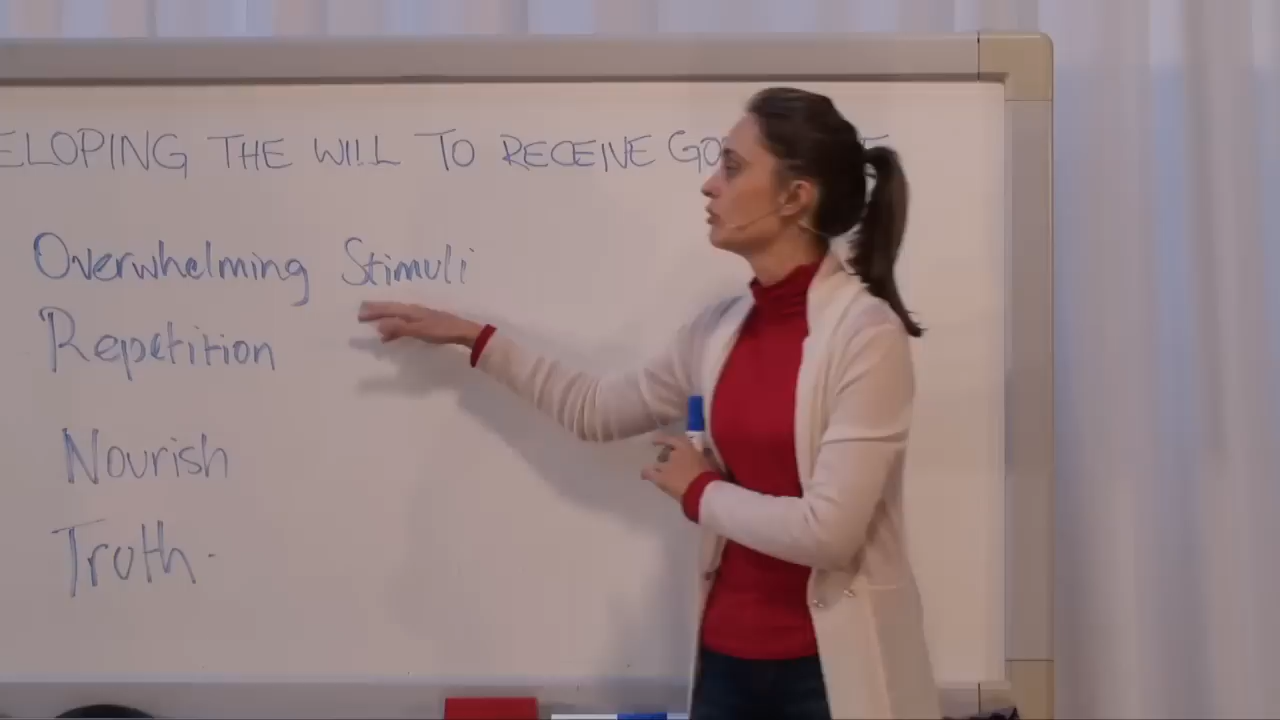 ELOPING THE WILL TO RECEIVE
Overwhelming Stimuli
Repetition
Nourish
Truth.